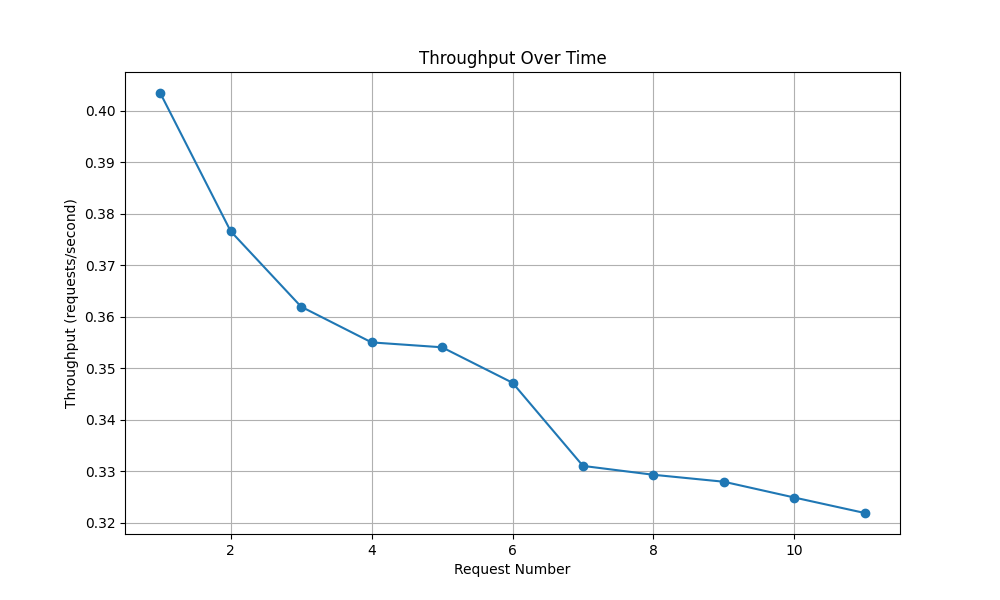 Throughput Over Time
Throughput (requests/second)
0.40
0.39
0.38
0.37
0.36
0.35
0.34
0.33
0.32
2 4 6 8 10
Request Number